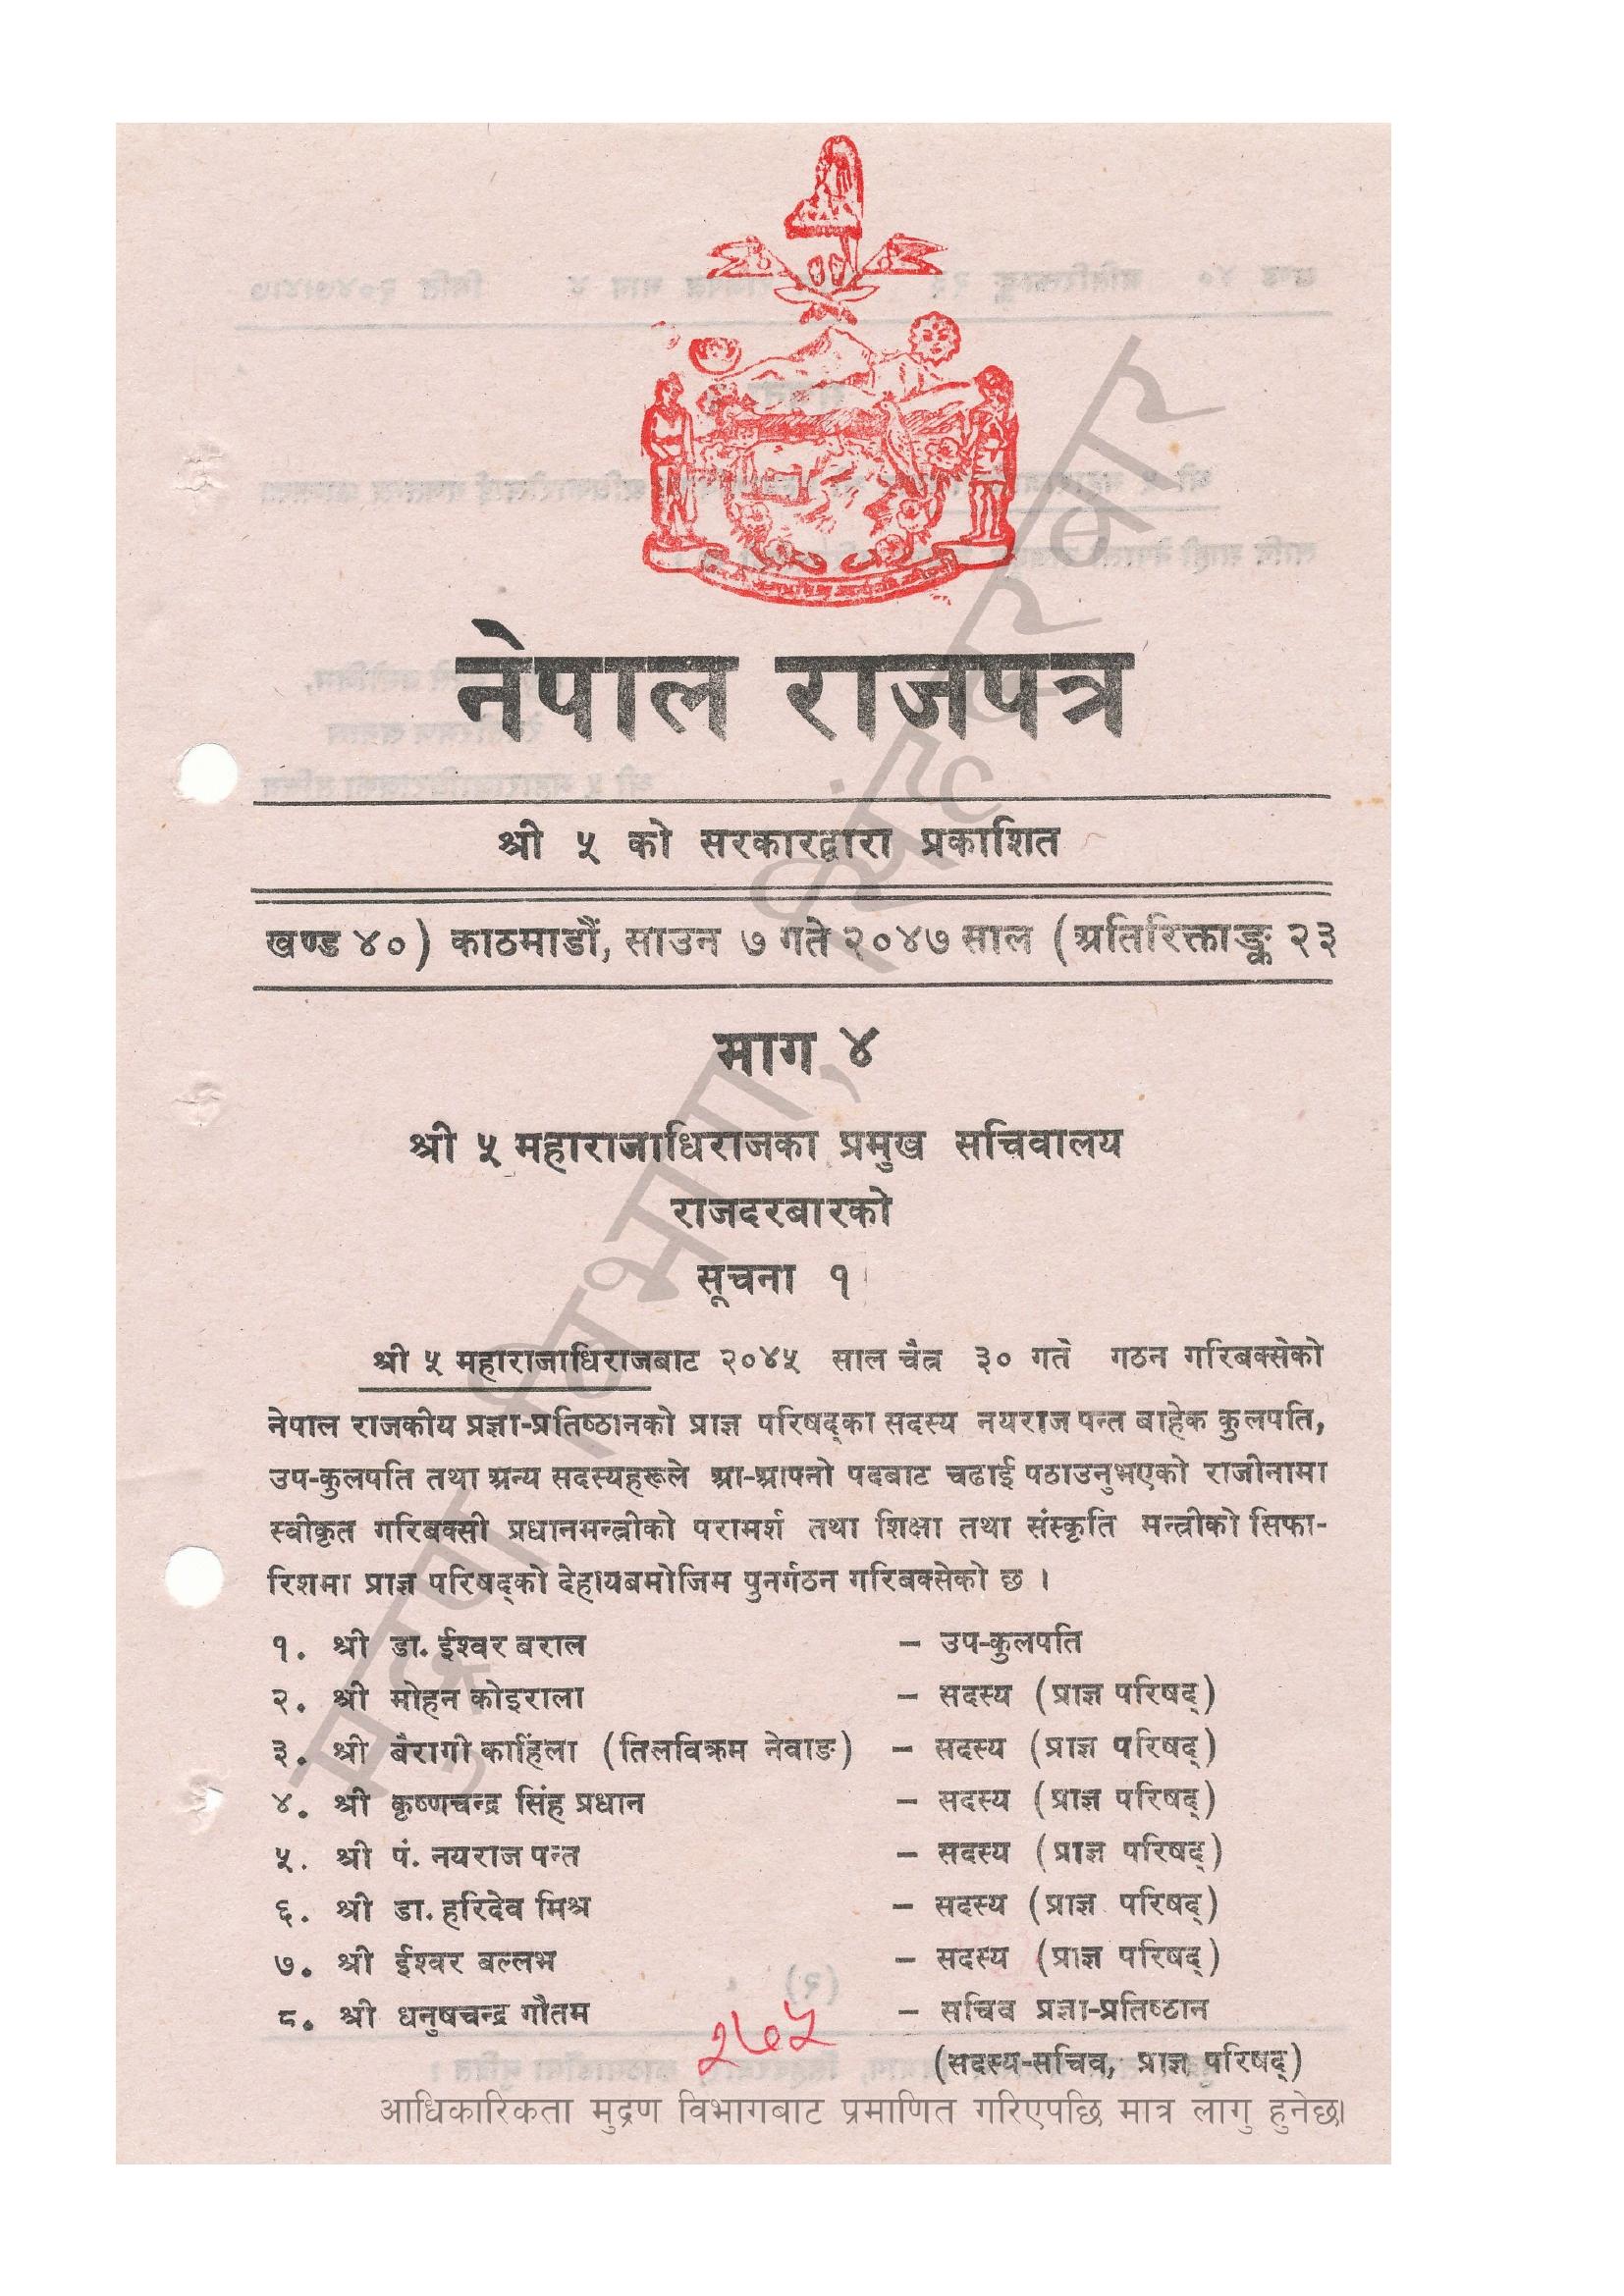 नेपाल राजपत्र
श्री ५ को सरकारद्वारा प्रकाशित
खण्ड ४०) काठमाडौं, साउन ७ गते २०४७ साल (अतिरिक्ताङ्क २३
भाग ४
श्री ५ महाराजाधिराजका प्रमुख सचिवालय
राजदरबारको
सूचना १
श्री ५ महाराजाधिराजबाट २०४५ साल चैत्र ३० गते गठन गरिबक्सेको
नेपाल राजकीय प्रज्ञा-प्रतिष्ठानको प्राज्ञ परिषद्का सदस्य नयराज पन्त बाहेक कुलपति,
उप-कुलपति तथा अन्य सदस्यहरूले आ-आफ्नो पदबाट चढाई पठाउनुभएको राजीनामा
स्वीकृत गरिबक्सी प्रधानमन्त्रीको परामर्श तथा शिक्षा तथा संस्कृति मन्त्रीको सिफा-
रिशमा प्राज्ञ परिषद्को देहायबमोजिम पुनर्गठन गरिबक्सेको छ ।
१. श्री डा. ईश्वर बराल – उप-कुलपति
२. श्री मोहन कोइराला – सदस्य (प्राज्ञ परिषद्)
३. श्री बैरागी काहिंला (तिलविक्रम नेवाङ) – सदस्य (प्राज्ञ परिषद्)
४. श्री कृष्णचन्द्र सिंह प्रधान – सदस्य (प्राज्ञ परिषद्)
५. श्री पं. नयराज पन्त – सदस्य (प्राज्ञ परिषद्)
६. श्री डा. हरिदेव मिश्र – सदस्य (प्राज्ञ परिषद्)
७. श्री ईश्वर बल्लभ – सदस्य (प्राज्ञ परिषद्)
८. श्री धनुषचन्द्र गौतम – सचिव प्रज्ञा-प्रतिष्टान
(सदस्य-सचिव, प्राज्ञ परिषद्)
२७५
आधिकारिकता मुद्रण विभागबाट प्रमाणित गरिएपछि मात्र लागु हुनेछ।
मुद्रण विभाग, सिंहदरबार